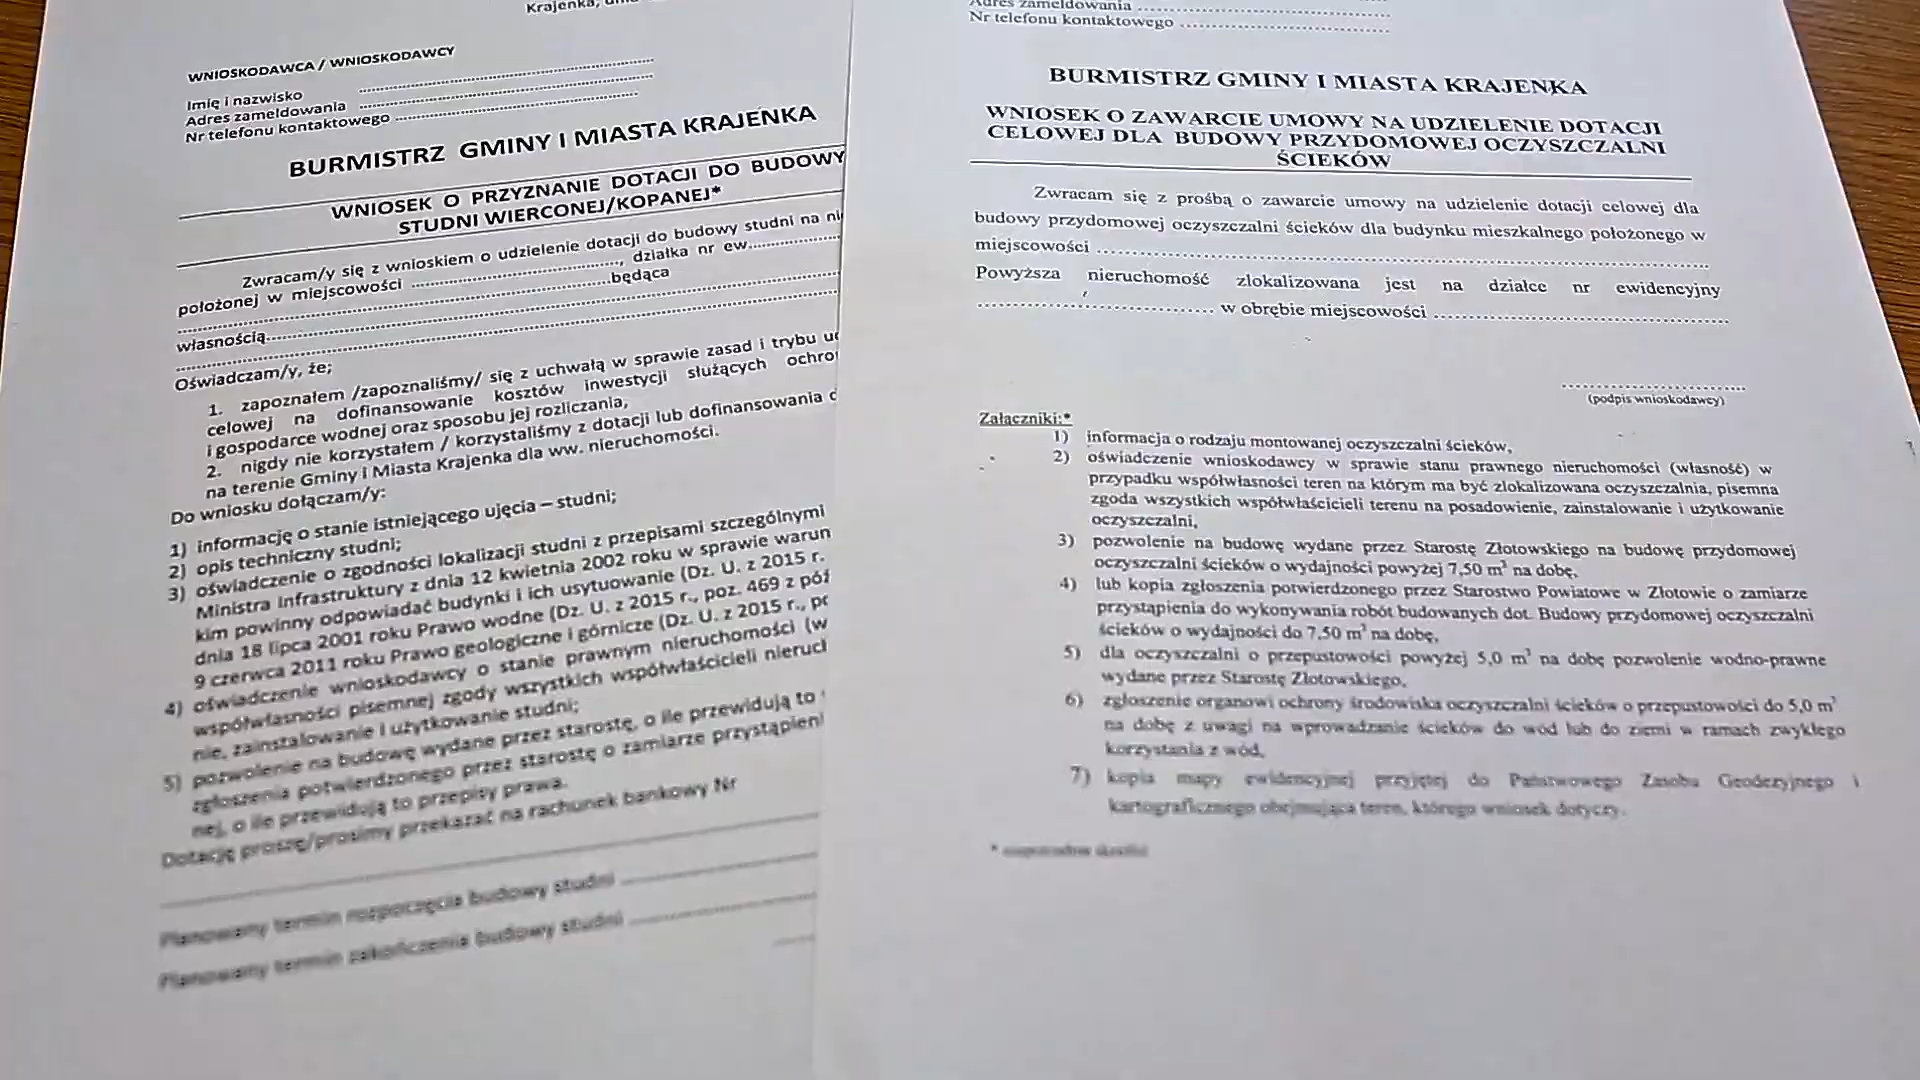 Krajenka, dnia
WNIOSKODAWCA / WNIOSKODAWCY
Imię i nazwisko ..........
Adres zameldowania ..........
Nr telefonu kontaktowego ..........
BURMISTRZ GMINY I MIASTA KRAJENKA
WNIOSEK O PRZYZNANIE DOTACJI DO BUDOWY
STUDNI WIERCONEJ/KOPANEJ*
Zwracam/y się z wnioskiem o udzielenie dotacji do budowy studni na
położonej w miejscowości .........., działka nr ew..........
..........będąca
własnością..........
..........
Oświadczam/y, że;
1. zapoznałem /zapoznaliśmy/ się z uchwałą w sprawie zasad i trybu
celowej na dofinansowanie kosztów inwestycji służących
i gospodarce wodnej oraz sposobu jej rozliczania,
2. nigdy nie korzystałem / korzystaliśmy z dotacji lub dofinansowania
na terenie Gminy i Miasta Krajenka dla ww. nieruchomości.
Do wniosku dołączam/y:
1) informację o stanie istniejącego ujęcia – studni;
2) opis techniczny studni;
3) oświadczenie o zgodności lokalizacji studni z przepisami szczególnymi
Ministra Infrastruktury z dnia 12 kwietnia 2002 roku w sprawie
kim powinny odpowiadać budynki i ich usytuowanie (Dz. U. z 2015 r.
dnia 18 lipca 2001 roku Prawo wodne (Dz. U. z 2015 r., poz. 469 z
9 czerwca 2011 roku Prawo geologiczne i górnicze (Dz. U. z 2015 r.,
4) oświadczenie wnioskodawcy o stanie prawnym nieruchomości (w
współwłasności pisemnej zgody wszystkich współwłaścicieli
nie, zainstalowanie i użytkowanie studni;
5) pozwolenie na budowę wydane przez starostę, o ile przewidują to
zgłoszenia potwierdzonego przez starostę o zamiarze
nej, o ile przewidują to przepisy prawa.
Dotację proszę/prosimy przekazać na rachunek bankowy Nr
Planowany termin rozpoczęcia budowy studni ..........
Planowany termin zakończenia budowy studni ..........
Adres zameldowania ..........
Nr telefonu kontaktowego ..........
BURMISTRZ GMINY I MIASTA KRAJENKA
WNIOSEK O ZAWARCIE UMOWY NA UDZIELENIE DOTACJI
CELOWEJ DLA BUDOWY PRZYDOMOWEJ OCZYSZCZALNI
ŚCIEKÓW
Zwracam się z prośbą o zawarcie umowy na udzielenie dotacji celowej dla
budowy przydomowej oczyszczalni ścieków dla budynku mieszkalnego położonego w
miejscowości ..........
Powyższa nieruchomość zlokalizowana jest na działce nr ewidencyjny
.......... w obrębie miejscowości ..........
..........
(podpis wnioskodawcy)
Załączniki:*
1) informacja o rodzaju montowanej oczyszczalni ścieków,
2) oświadczenie wnioskodawcy w sprawie stanu prawnego nieruchomości (własność) w
przypadku współwłasności teren na którym ma być zlokalizowana oczyszczalnia, pisemna
zgoda wszystkich współwłaścicieli terenu na posadowienie, zainstalowanie i użytkowanie
oczyszczalni,
3) pozwolenie na budowę wydane przez Starostę Złotowskiego na budowę przydomowej
oczyszczalni ścieków o wydajności powyżej 7,50 m³ na dobę,
4) lub kopia zgłoszenia potwierdzonego przez Starostwo Powiatowe w Złotowie o zamiarze
przystąpienia do wykonywania robót budowanych dot. Budowy przydomowej oczyszczalni
ścieków o wydajności do 7,50 m³ na dobę,
5) dla oczyszczalni o przepustowości powyżej 5,0 m³ na dobę pozwolenie wodno-prawne
wydane przez Starostę Złotowskiego,
6) zgłoszenie organowi ochrony środowiska oczyszczalni ścieków o przepustowości do 5,0 m³
na dobę z uwagi na wprowadzanie ścieków do wód lub do ziemi w ramach zwykłego
korzystania z wód,
7) kopia mapy ewidencyjnej przyjętej do Państwowego Zasobu Geodezyjnego i
kartograficznego obejmująca teren, którego wniosek dotyczy.